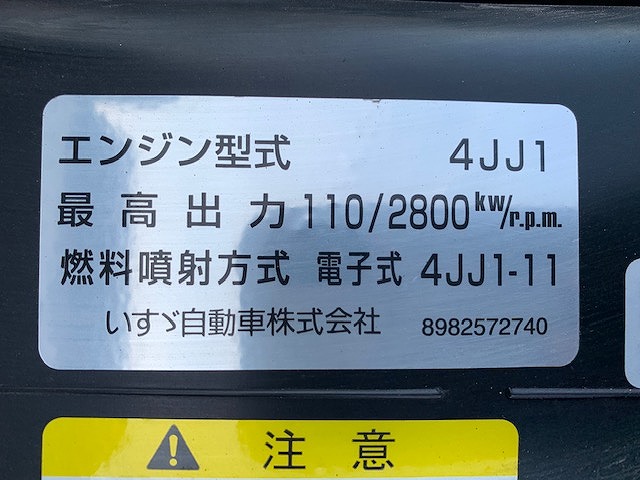 エンジン型式 4JJ1
最高出力 110/2800 kw/r.p.m.
燃料噴射方式 電子式 4JJ1-11
いすゞ自動車株式会社 8982572740
注意